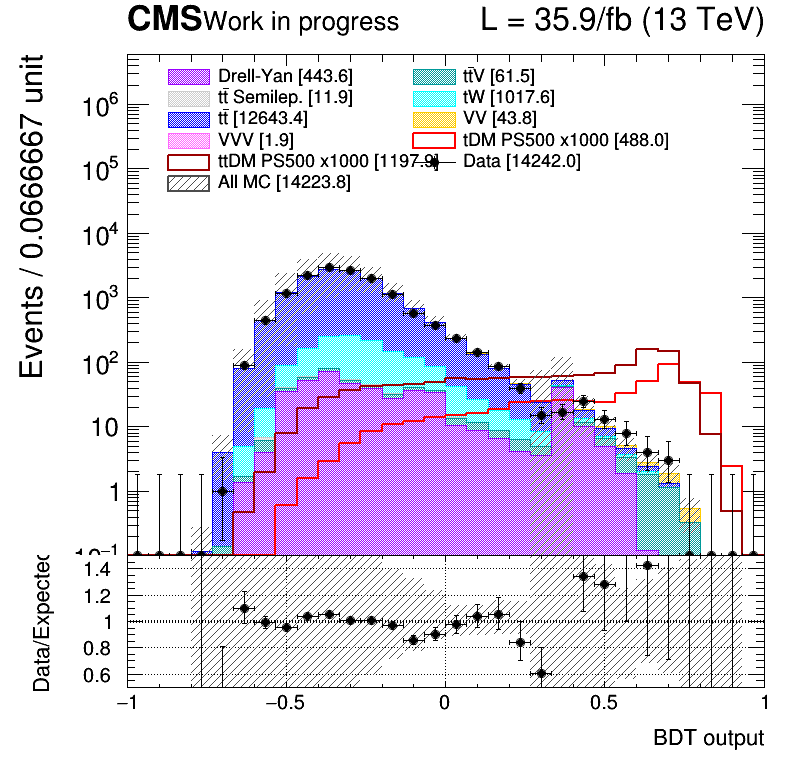 CMS Work in progress L = 35.9/fb (13 TeV)
Events / 0.0666667 unit
Drell-Yan [443.6] tt̄V [61.5]
tt̄ Semilep. [11.9] tW [1017.6]
tt̄ [12643.4] VV [43.8]
VVV [1.9] tDM PS500 x1000 [488.0]
ttDM PS500 x1000 [1197.9] Data [14242.0]
All MC [14223.8]
10⁶
10⁵
10⁴
10³
10²
10
1
10⁻¹
Data/Expected
1.4
1.2
1
0.8
0.6
−1 −0.5 0 0.5 1
BDT output